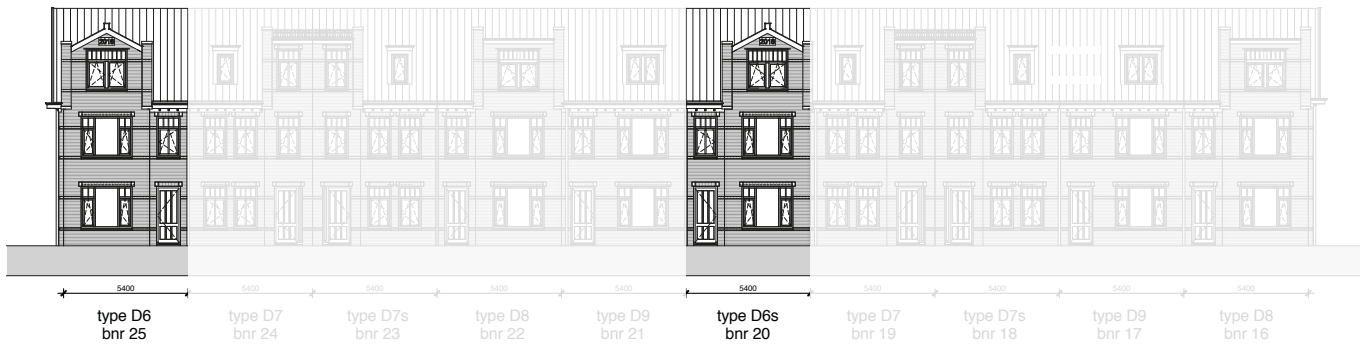 2016
2016
5400 5400 5400 5400 5400 5400 5400 5400 5400 5400
type D6 type D7 type D7s type D8 type D9 type D6s type D7 type D7s type D9 type D8
bnr 25 bnr 24 bnr 23 bnr 22 bnr 21 bnr 20 bnr 19 bnr 18 bnr 17 bnr 16